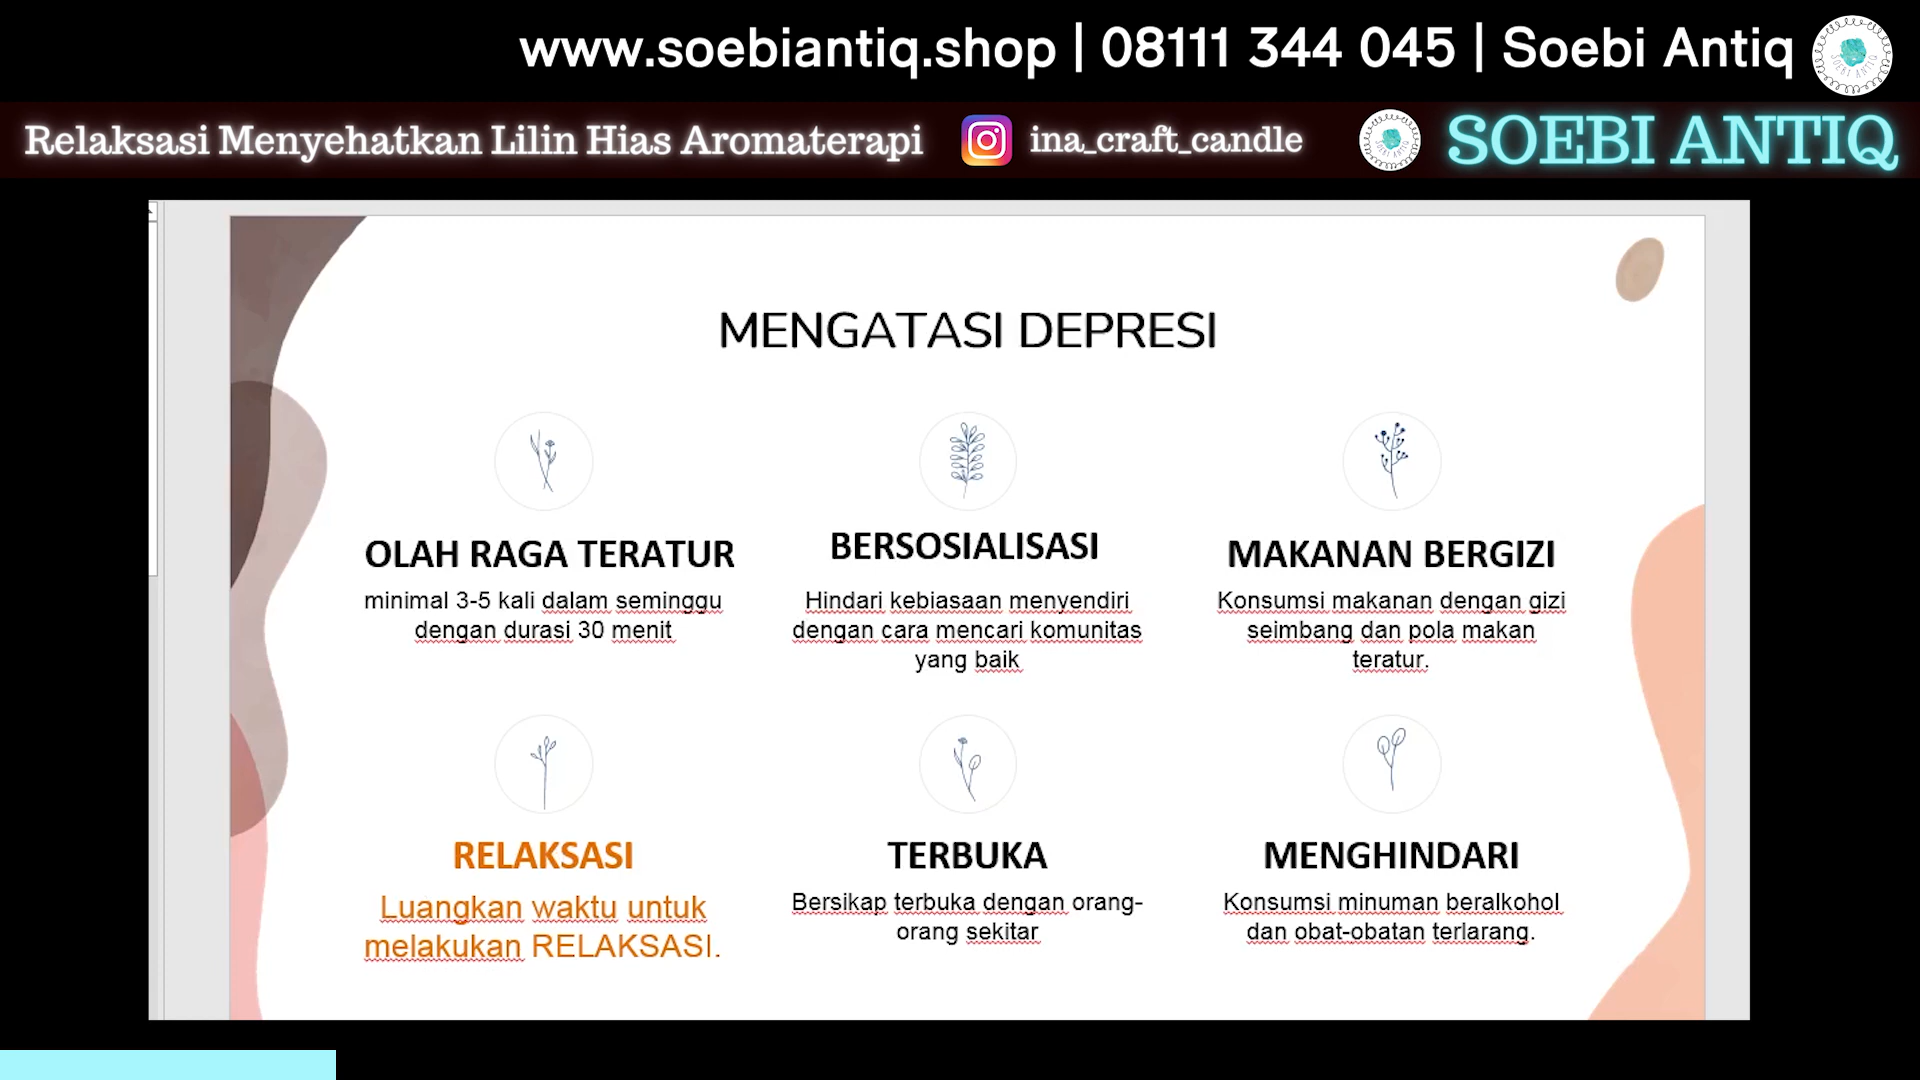 www.soebiantiq.shop | 08111 344 045 | Soebi Antiq
Relaksasi Menyehatkan Lilin Hias Aromaterapi
ina_craft_candle
SOEBI ANTIQ
MENGATASI DEPRESI
OLAH RAGA TERATUR
minimal 3-5 kali dalam seminggu
dengan durasi 30 menit
BERSOSIALISASI
Hindari kebiasaan menyendiri
dengan cara mencari komunitas
yang baik
MAKANAN BERGIZI
Konsumsi makanan dengan gizi
seimbang dan pola makan
teratur.
RELAKSASI
Luangkan waktu untuk
melakukan RELAKSASI.
TERBUKA
Bersikap terbuka dengan orang-
orang sekitar
MENGHINDARI
Konsumsi minuman beralkohol
dan obat-obatan terlarang.